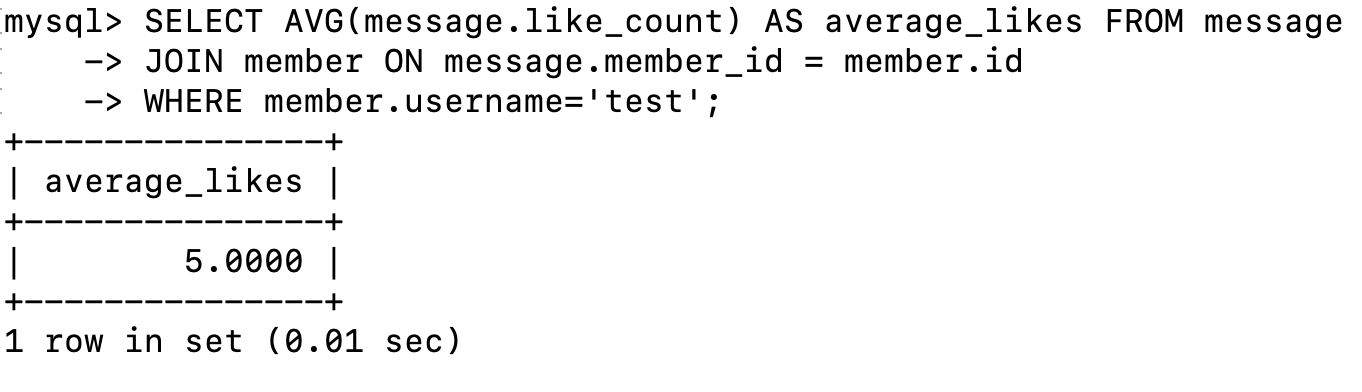 mysql> SELECT AVG(message.like_count) AS average_likes FROM message
    -> JOIN member ON message.member_id = member.id
    -> WHERE member.username='test';
+---------------+
| average_likes |
+---------------+
|        5.0000 |
+---------------+
1 row in set (0.01 sec)